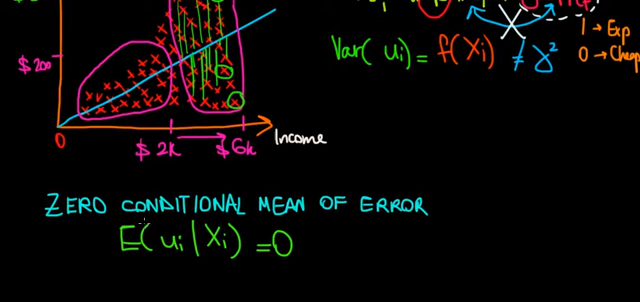 $200
Var( ui ) = f(Xi) ≠ γ²
1 → Exp
0 → Cheap
0
$2k → $6k
Income
ZERO CONDITIONAL MEAN OF ERROR
E( ui | Xi ) = 0